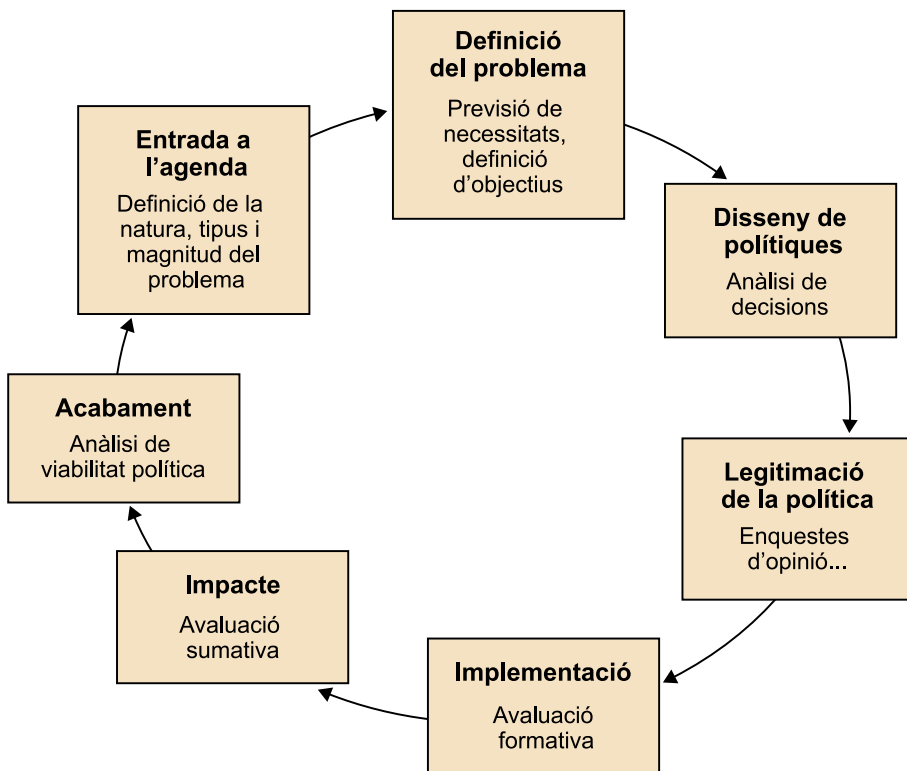 Definició
del problema
Previsió de
necessitats,
definició
d'objectius
Disseny de
polítiques
Anàlisi de
decisions
Legitimació
de la política
Enquestes
d'opinió...
Implementació
Avaluació
formativa
Impacte
Avaluació
sumativa
Acabament
Anàlisi de
viabilitat política
Entrada a
l'agenda
Definició de la
natura, tipus i
magnitud del
problema